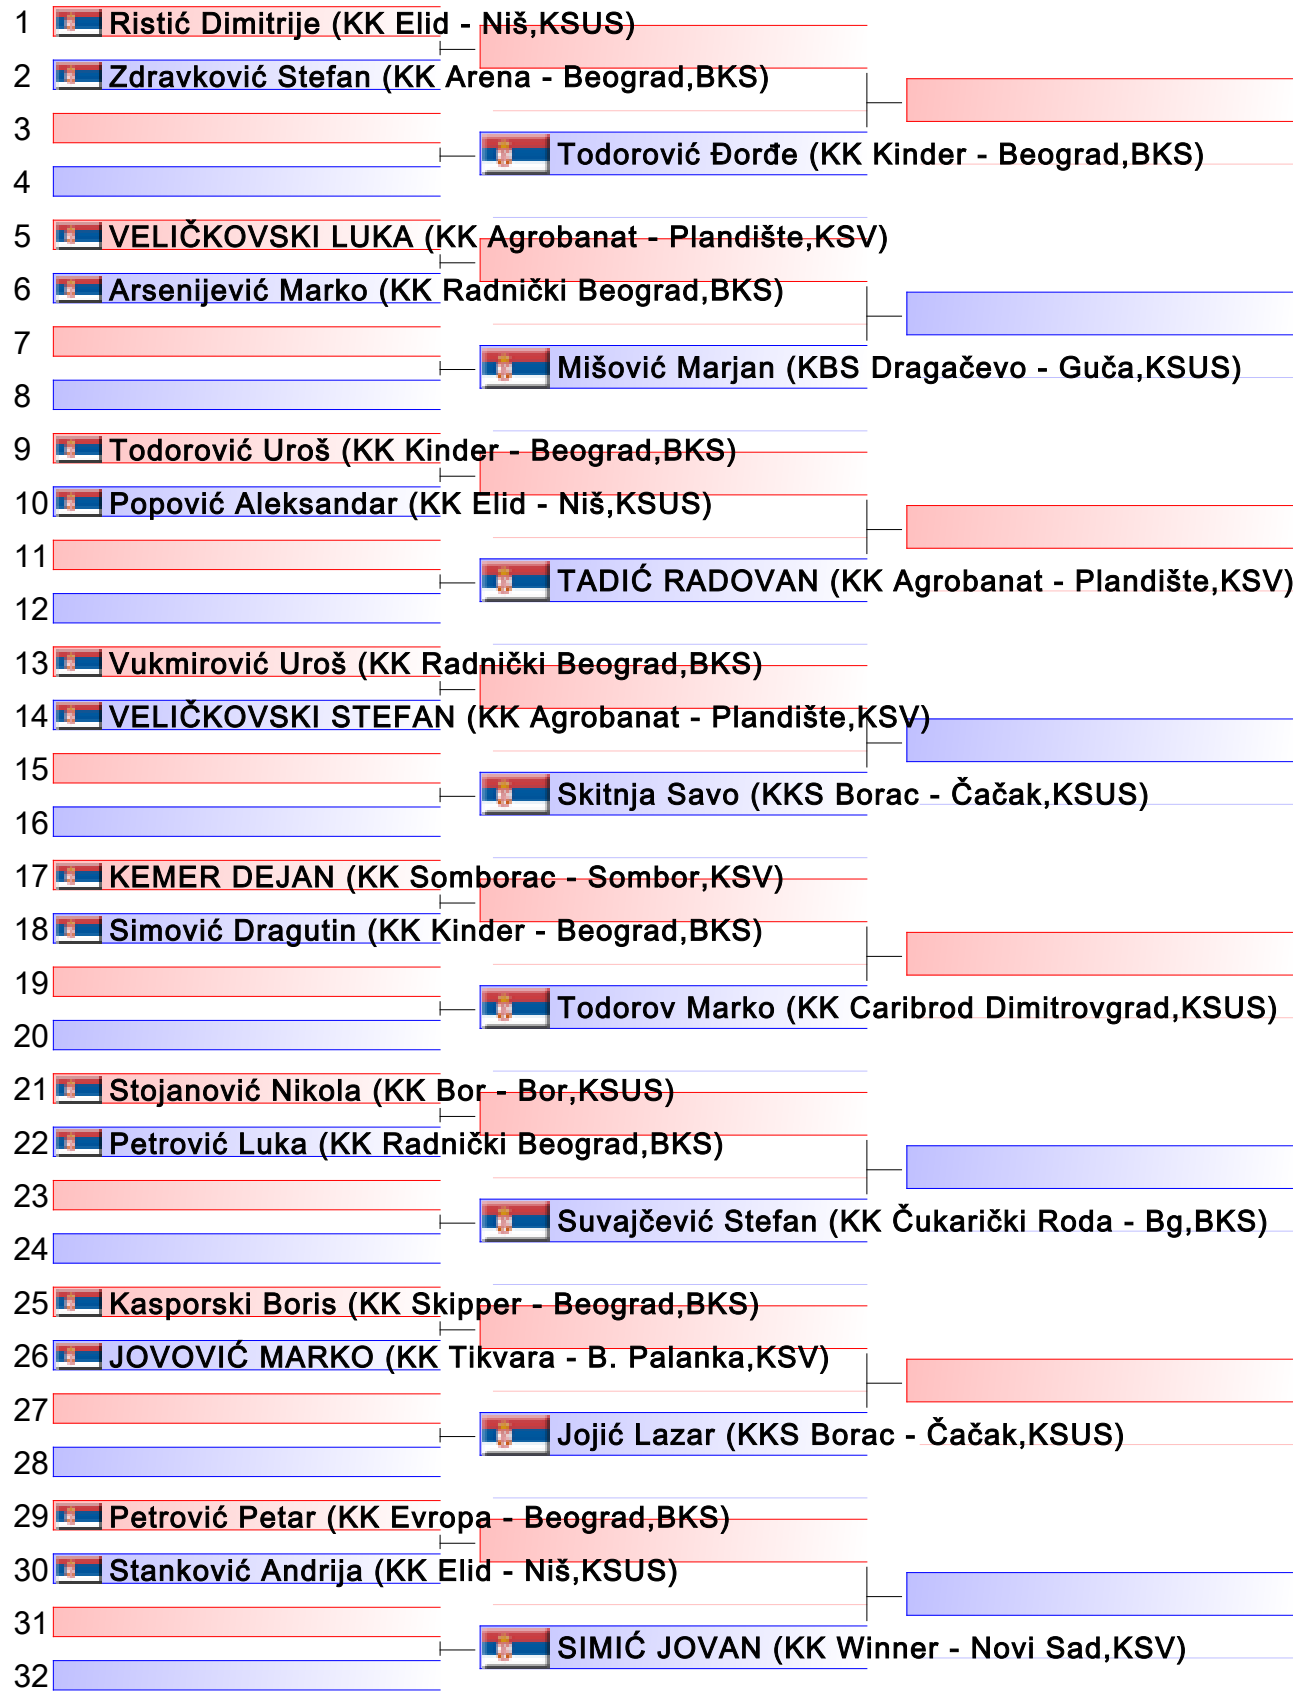 1 Ristić Dimitrije (KK Elid - Niš,KSUS)
2 Zdravković Stefan (KK Arena - Beograd,BKS)
3
Todorović Đorđe (KK Kinder - Beograd,BKS)
4
5 VELIČKOVSKI LUKA (KK Agrobanat - Plandište,KSV)
6 Arsenijević Marko (KK Radnički Beograd,BKS)
7
Mišović Marjan (KBS Dragačevo - Guča,KSUS)
8
9 Todorović Uroš (KK Kinder - Beograd,BKS)
10 Popović Aleksandar (KK Elid - Niš,KSUS)
11
TADIĆ RADOVAN (KK Agrobanat - Plandište,KSV)
12
13 Vukmirović Uroš (KK Radnički Beograd,BKS)
14 VELIČKOVSKI STEFAN (KK Agrobanat - Plandište,KSV)
15
Skitnja Savo (KKS Borac - Čačak,KSUS)
16
17 KEMER DEJAN (KK Somborac - Sombor,KSV)
18 Simović Dragutin (KK Kinder - Beograd,BKS)
19
Todorov Marko (KK Caribrod Dimitrovgrad,KSUS)
20
21 Stojanović Nikola (KK Bor - Bor,KSUS)
22 Petrović Luka (KK Radnički Beograd,BKS)
23
Suvajčević Stefan (KK Čukarički Roda - Bg,BKS)
24
25 Kasporski Boris (KK Skipper - Beograd,BKS)
26 JOVOVIĆ MARKO (KK Tikvara - B. Palanka,KSV)
27
Jojić Lazar (KKS Borac - Čačak,KSUS)
28
29 Petrović Petar (KK Evropa - Beograd,BKS)
30 Stanković Andrija (KK Elid - Niš,KSUS)
31
SIMIĆ JOVAN (KK Winner - Novi Sad,KSV)
32